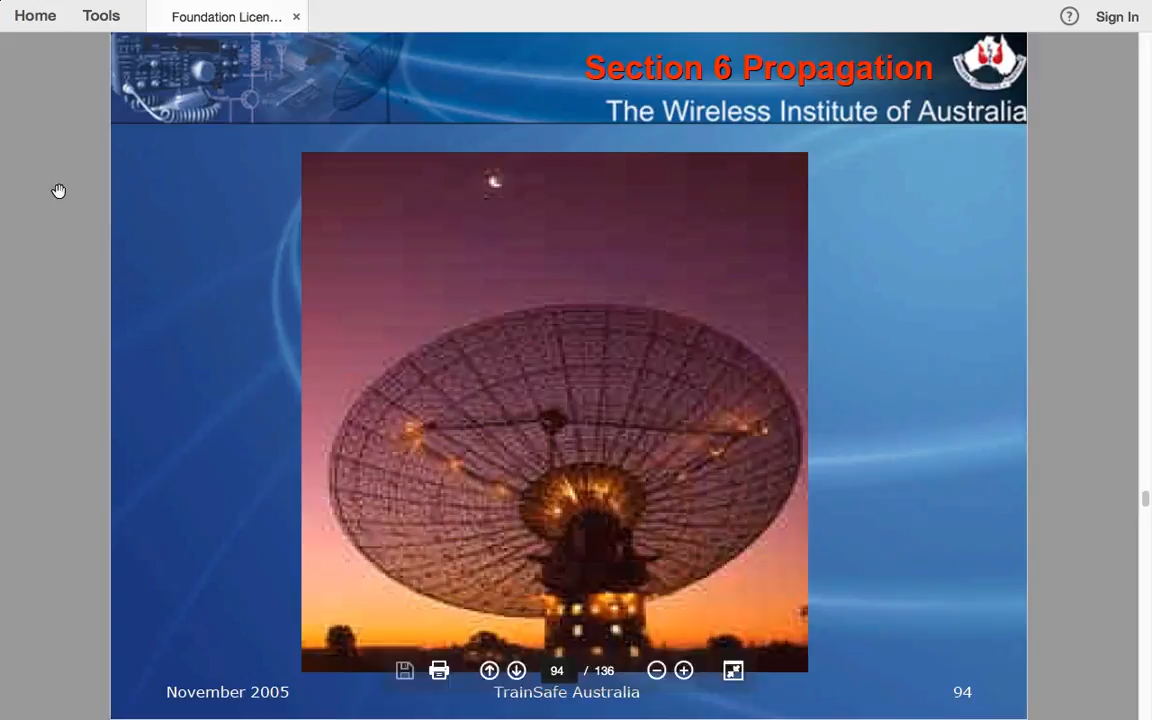 Home Tools Foundation Licen... × ? Sign In
Section 6 Propagation
The Wireless Institute of Australia
94 / 136
November 2005 TrainSafe Australia 94